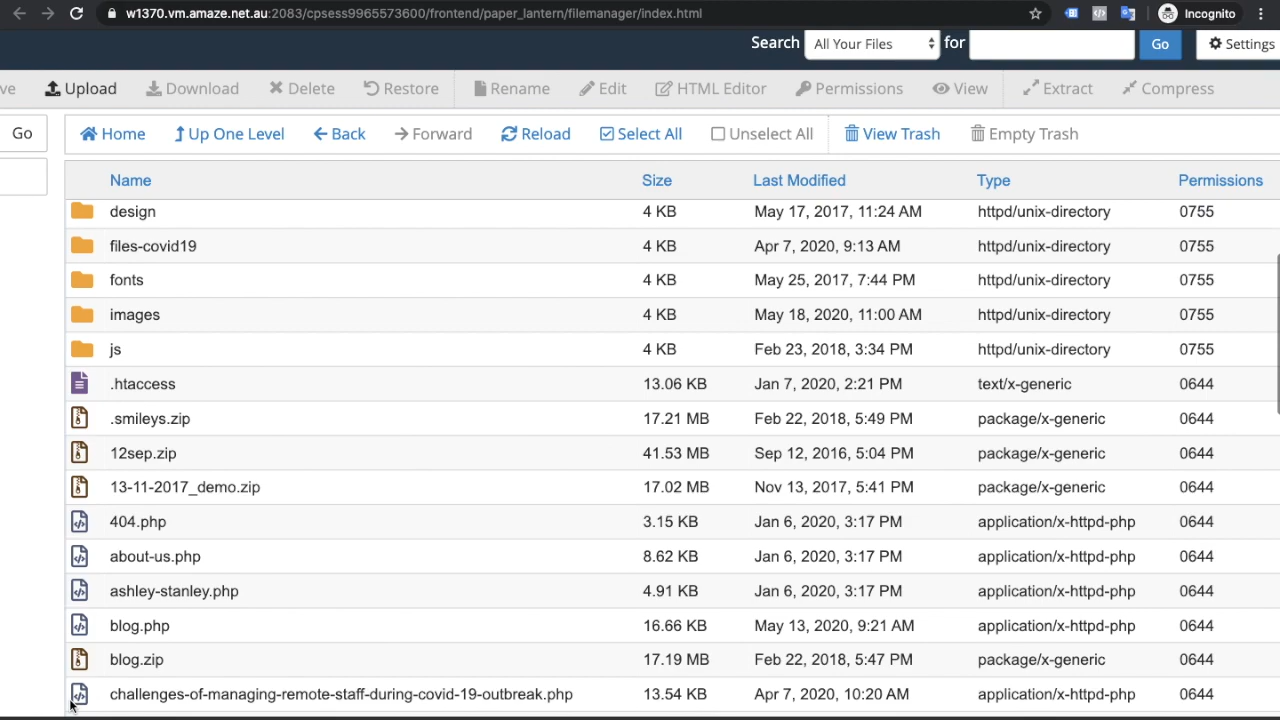 w1370.vm.amaze.net.au:2083/cpsess9965573600/frontend/paper_lantern/filemanager/index.html Incognito
Search All Your Files for Go Settings
ve Upload Download Delete Restore Rename Edit HTML Editor Permissions View Extract Compress
Go Home Up One Level Back Forward Reload Select All Unselect All View Trash Empty Trash
Name Size Last Modified Type Permissions
design 4 KB May 17, 2017, 11:24 AM httpd/unix-directory 0755
files-covid19 4 KB Apr 7, 2020, 9:13 AM httpd/unix-directory 0755
fonts 4 KB May 25, 2017, 7:44 PM httpd/unix-directory 0755
images 4 KB May 18, 2020, 11:00 AM httpd/unix-directory 0755
js 4 KB Feb 23, 2018, 3:34 PM httpd/unix-directory 0755
.htaccess 13.06 KB Jan 7, 2020, 2:21 PM text/x-generic 0644
.smileys.zip 17.21 MB Feb 22, 2018, 5:49 PM package/x-generic 0644
12sep.zip 41.53 MB Sep 12, 2016, 5:04 PM package/x-generic 0644
13-11-2017_demo.zip 17.02 MB Nov 13, 2017, 5:41 PM package/x-generic 0644
404.php 3.15 KB Jan 6, 2020, 3:17 PM application/x-httpd-php 0644
about-us.php 8.62 KB Jan 6, 2020, 3:17 PM application/x-httpd-php 0644
ashley-stanley.php 4.91 KB Jan 6, 2020, 3:17 PM application/x-httpd-php 0644
blog.php 16.66 KB May 13, 2020, 9:21 AM application/x-httpd-php 0644
blog.zip 17.19 MB Feb 22, 2018, 5:47 PM package/x-generic 0644
challenges-of-managing-remote-staff-during-covid-19-outbreak.php 13.54 KB Apr 7, 2020, 10:20 AM application/x-httpd-php 0644